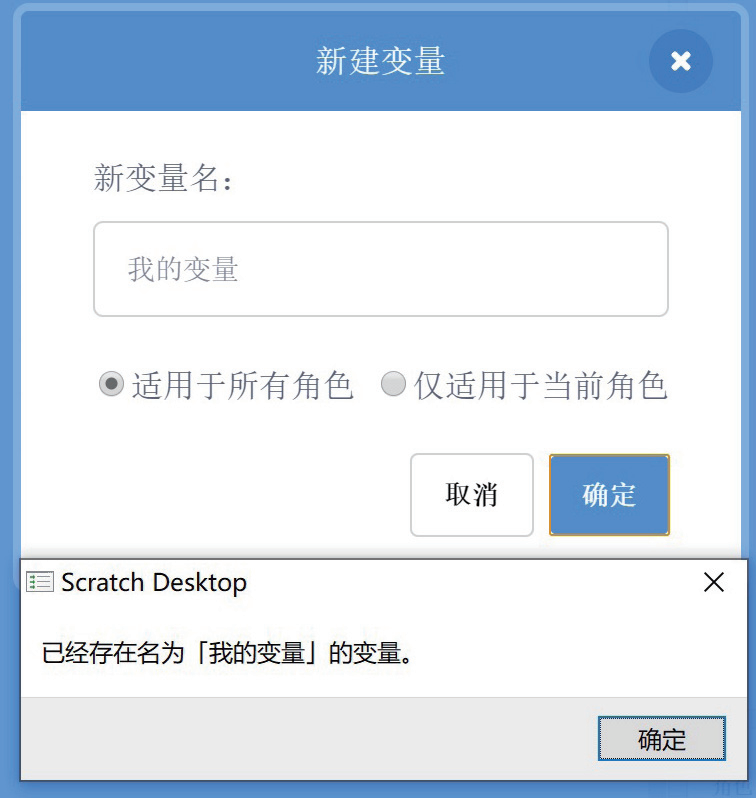 新建变量
新变量名：
我的变量
适用于所有角色 仅适用于当前角色
取消 确定
Scratch Desktop
已经存在名为「我的变量」的变量。
确定
角色